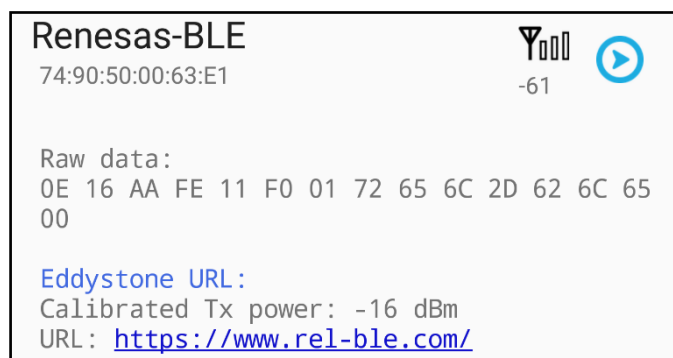 Renesas-BLE
74:90:50:00:63:E1
-61
Raw data:
0E 16 AA FE 11 F0 01 72 65 6C 2D 62 6C 65
00
Eddystone URL:
Calibrated Tx power: -16 dBm
URL: https://www.rel-ble.com/